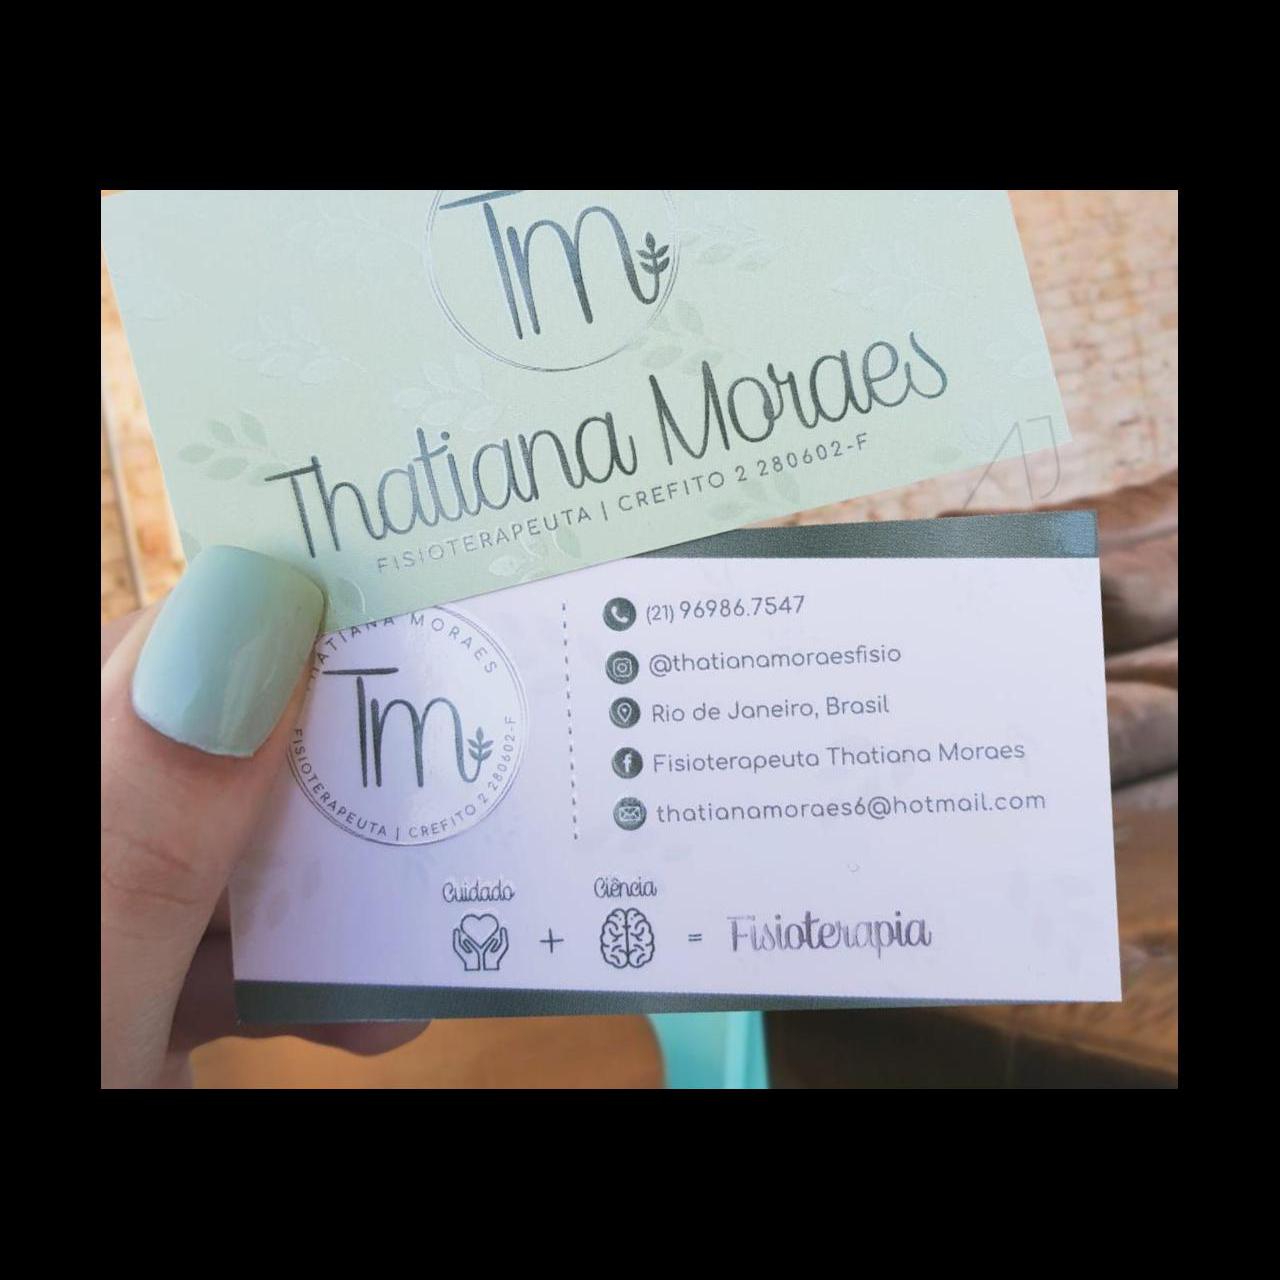 Tm
Thatiana Moraes
FISIOTERAPEUTA | CREFITO 2 280602-F
AJ
THATIANA MORAES
Tm
FISIOTERAPEUTA | CREFITO 2 280602-F
(21) 96986.7547
@thatianamoraesfisio
Rio de Janeiro, Brasil
Fisioterapeuta Thatiana Moraes
thatianamoraes6@hotmail.com
Cuidado + Ciência = Fisioterapia